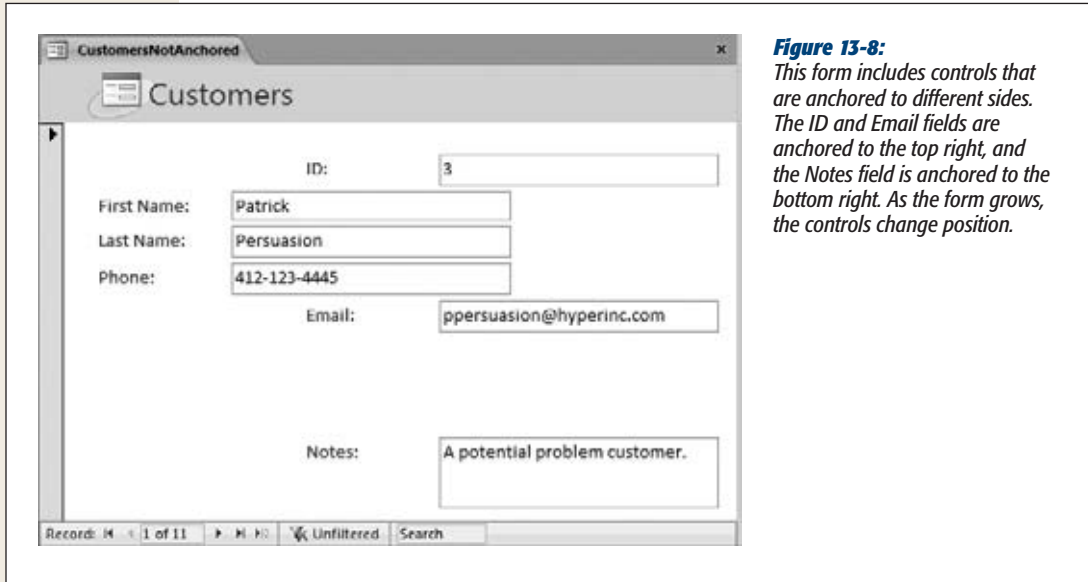 CustomersNotAnchored
Customers
ID: 3
First Name: Patrick
Last Name: Persuasion
Phone: 412-123-4445
Email: ppersuasion@hyperinc.com
Notes: A potential problem customer.
Record: 1 of 11 Unfiltered Search
Figure 13-8:
This form includes controls that
are anchored to different sides.
The ID and Email fields are
anchored to the top right, and
the Notes field is anchored to the
bottom right. As the form grows,
the controls change position.